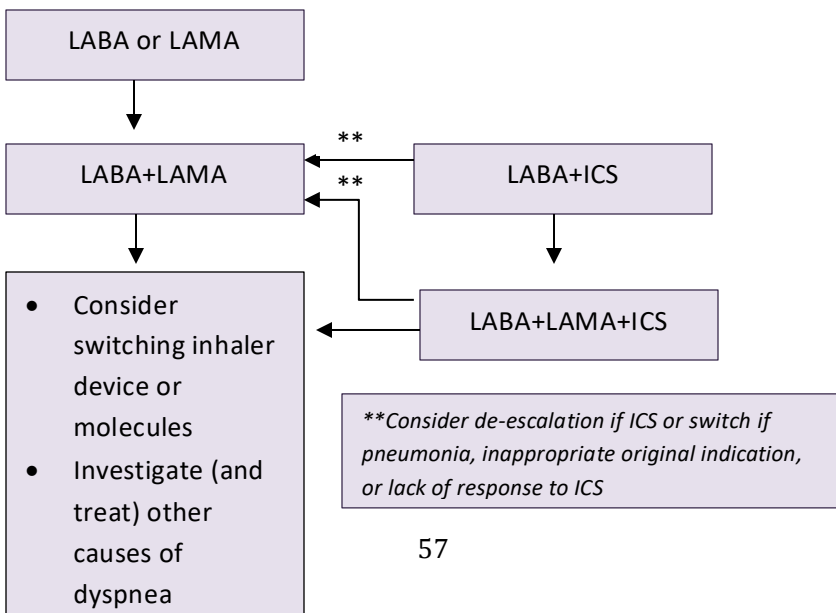 LABA or LAMA
**
LABA+LAMA
LABA+ICS
**
• Consider
switching inhaler
device or
molecules
• Investigate (and
treat) other
causes of
dyspnea
LABA+LAMA+ICS
**Consider de-escalation if ICS or switch if
pneumonia, inappropriate original indication,
or lack of response to ICS
57